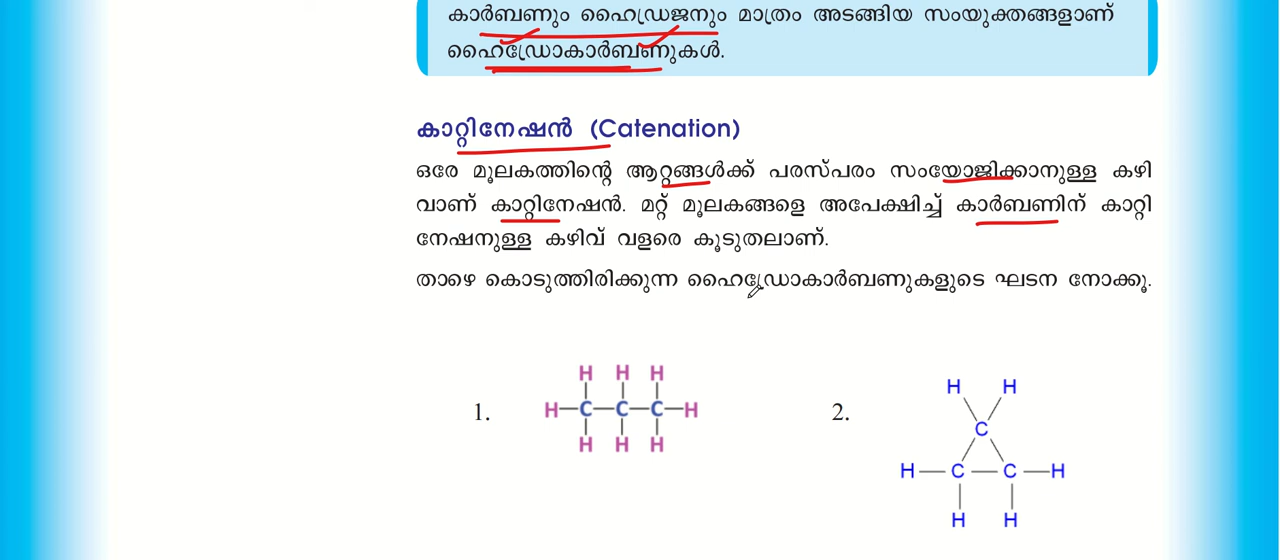 കാർബണും ഹൈഡ്രജനും മാത്രം അടങ്ങിയ സംയുക്തങ്ങളാണ്
ഹൈഡ്രോകാർബണുകൾ.
കാറ്റിനേഷൻ (Catenation)
ഒരേ മൂലകത്തിന്റെ ആറ്റങ്ങൾക്ക് പരസ്പരം സംയോജിക്കാനുള്ള കഴി
വാണ് കാറ്റിനേഷൻ. മറ്റ് മൂലകങ്ങളെ അപേക്ഷിച്ച് കാർബണിന് കാറ്റി
നേഷനുള്ള കഴിവ് വളരെ കൂടുതലാണ്.
താഴെ കൊടുത്തിരിക്കുന്ന ഹൈഡ്രോകാർബണുകളുടെ ഘടന നോക്കൂ.
1.
H H H
H—C—C—C—H
H H H
2.
H H
C
H—C—C—H
H H